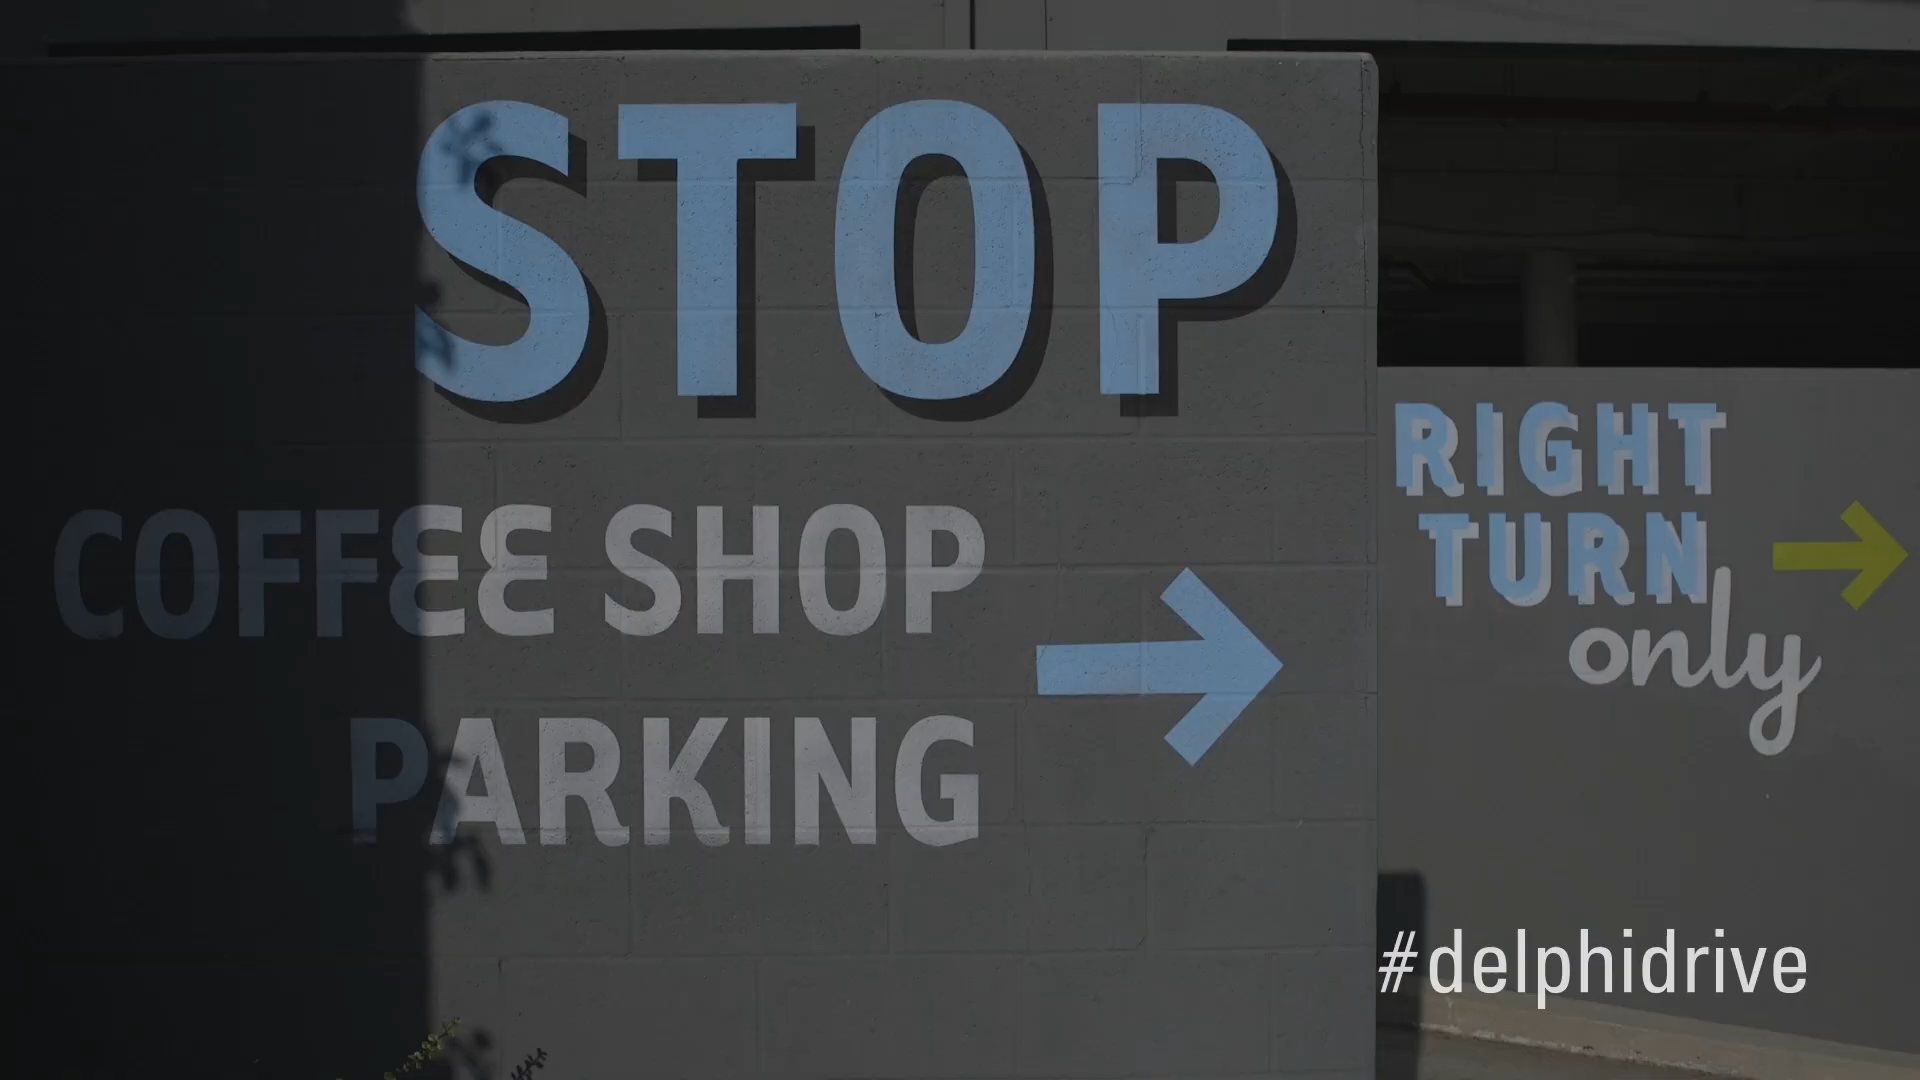 STOP
COFFEE SHOP
PARKING
RIGHT
TURN
only
#delphidrive